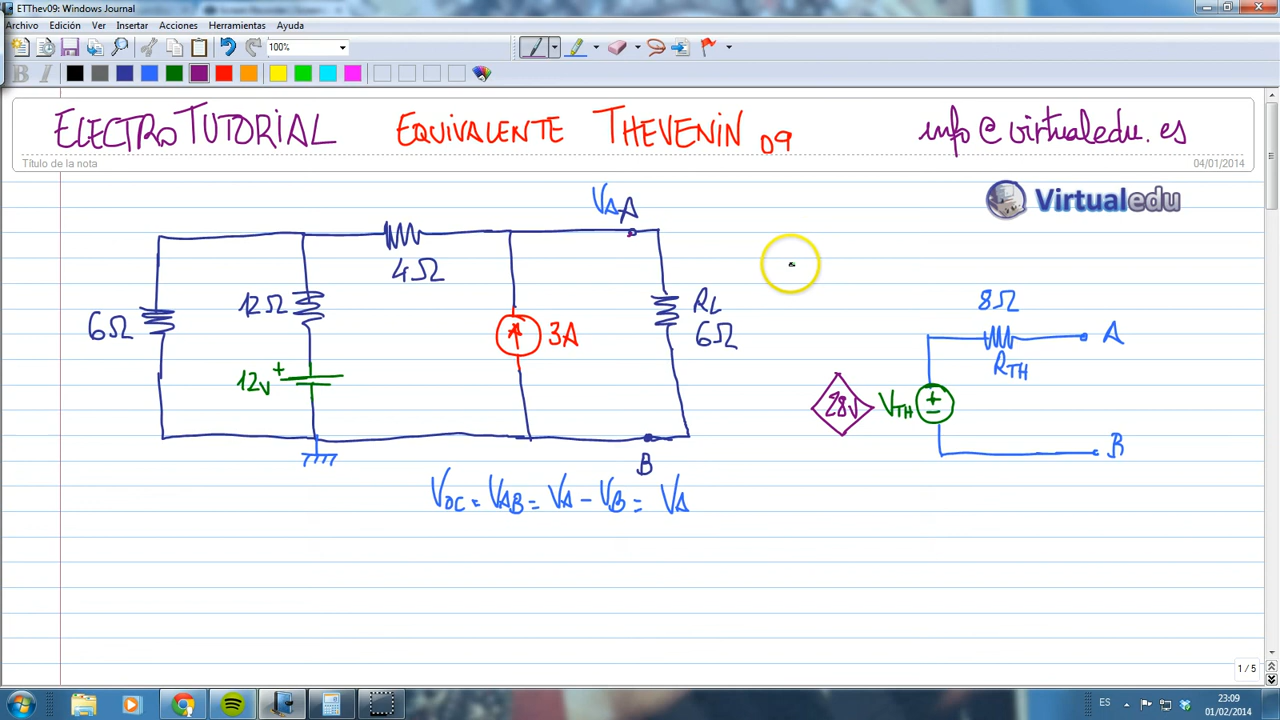 ETThev09: Windows Journal
Archivo Edición Ver Insertar Acciones Herramientas Ayuda
100%
B I
ELECTROTUTORIAL EQUIVALENTE THEVENIN 09 info@virtualedu.es
Título de la nota 04/01/2014
Virtualedu
VA A
4Ω
12Ω
6Ω
+
12V
3A
RL
6Ω
B
8Ω
RTH
A
28V VTH
+
−
B
VOC = VAB = VA − VB = VA
1 / 5
ES
23:09
01/02/2014